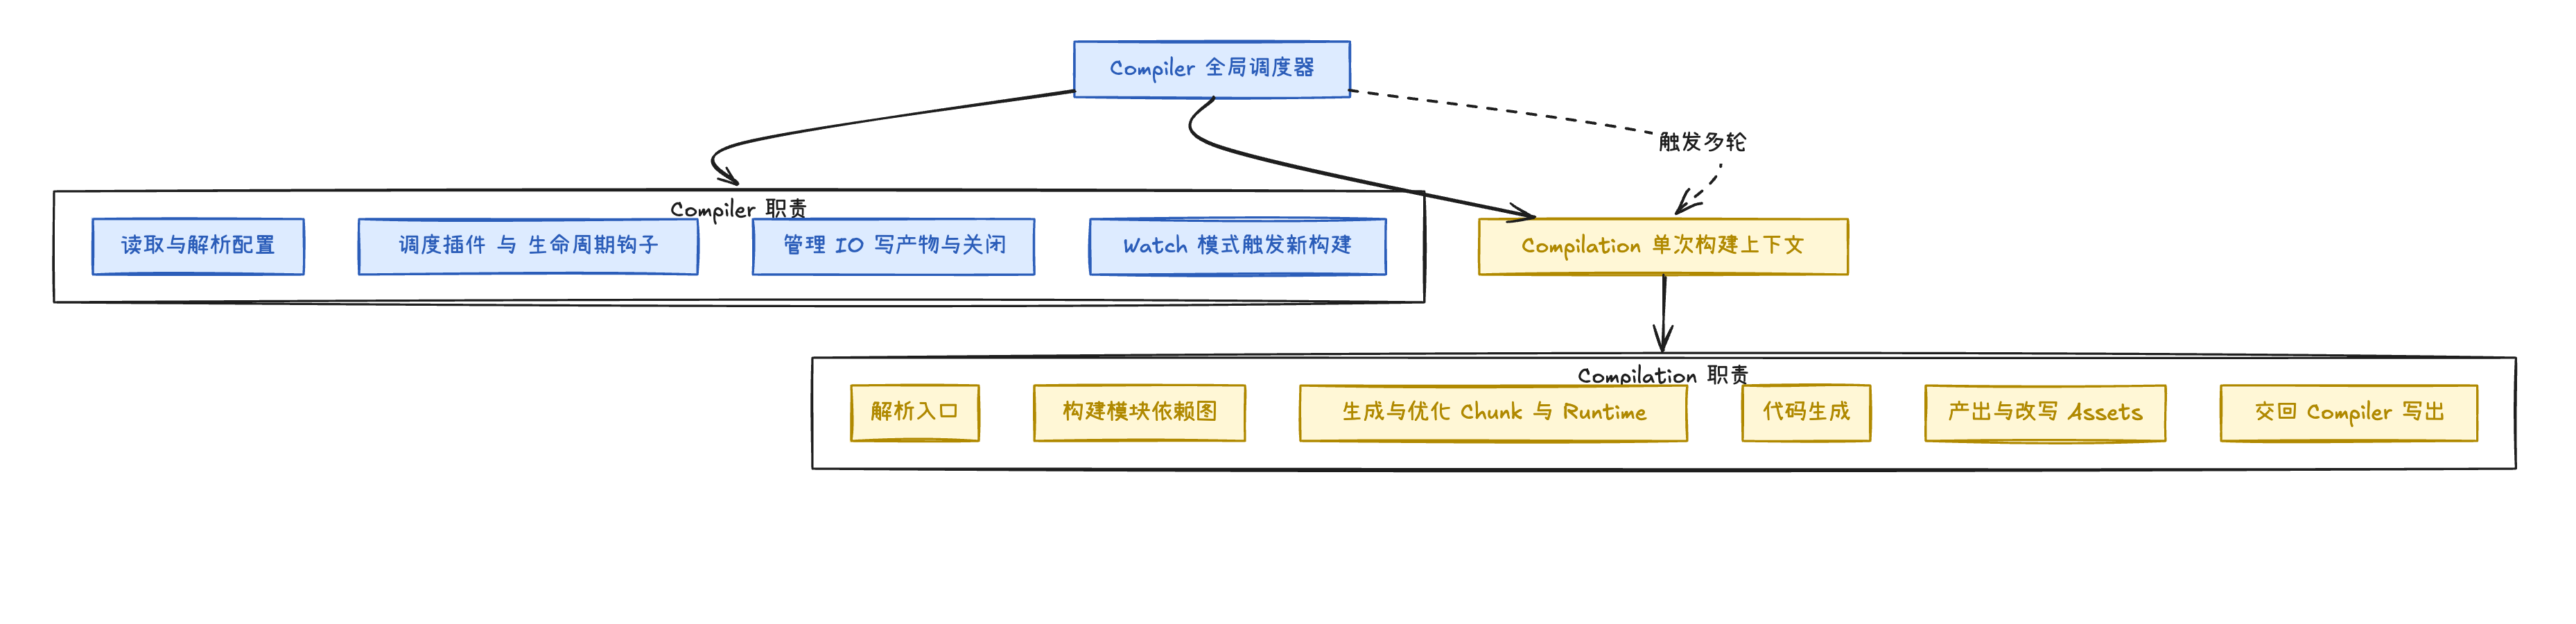 Compiler 全局调度器
触发多轮
Compiler 职责
读取与解析配置
调度插件 与 生命周期钩子
管理 IO 写产物与关闭
Watch 模式触发新构建
Compilation 单次构建上下文
Compilation 职责
解析入口
构建模块依赖图
生成与优化 Chunk 与 Runtime
代码生成
产出与改写 Assets
交回 Compiler 写出